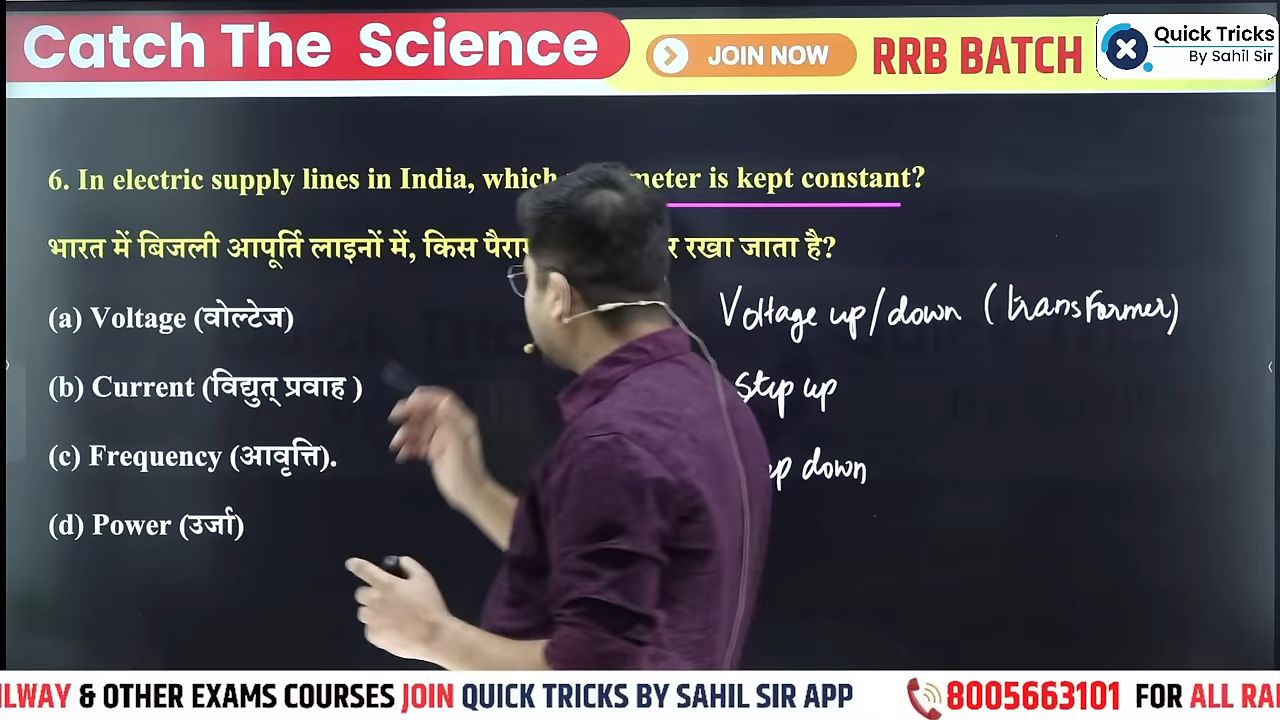 Catch The Science
JOIN NOW
RRB BATCH
Quick Tricks
By Sahil Sir
6. In electric supply lines in India, which meter is kept constant?
भारत में बिजली आपूर्ति लाइनों में, किस रखा जाता है?
(a) Voltage (वोल्टेज)
Voltage up/down (transformer)
(b) Current (विद्युत् प्रवाह )
Step up
(c) Frequency (आवृत्ति).
down
(d) Power (उर्जा)
ILWAY & OTHER EXAMS COURSES JOIN QUICK TRICKS BY SAHIL SIR APP
8005663101 FOR ALL RAI